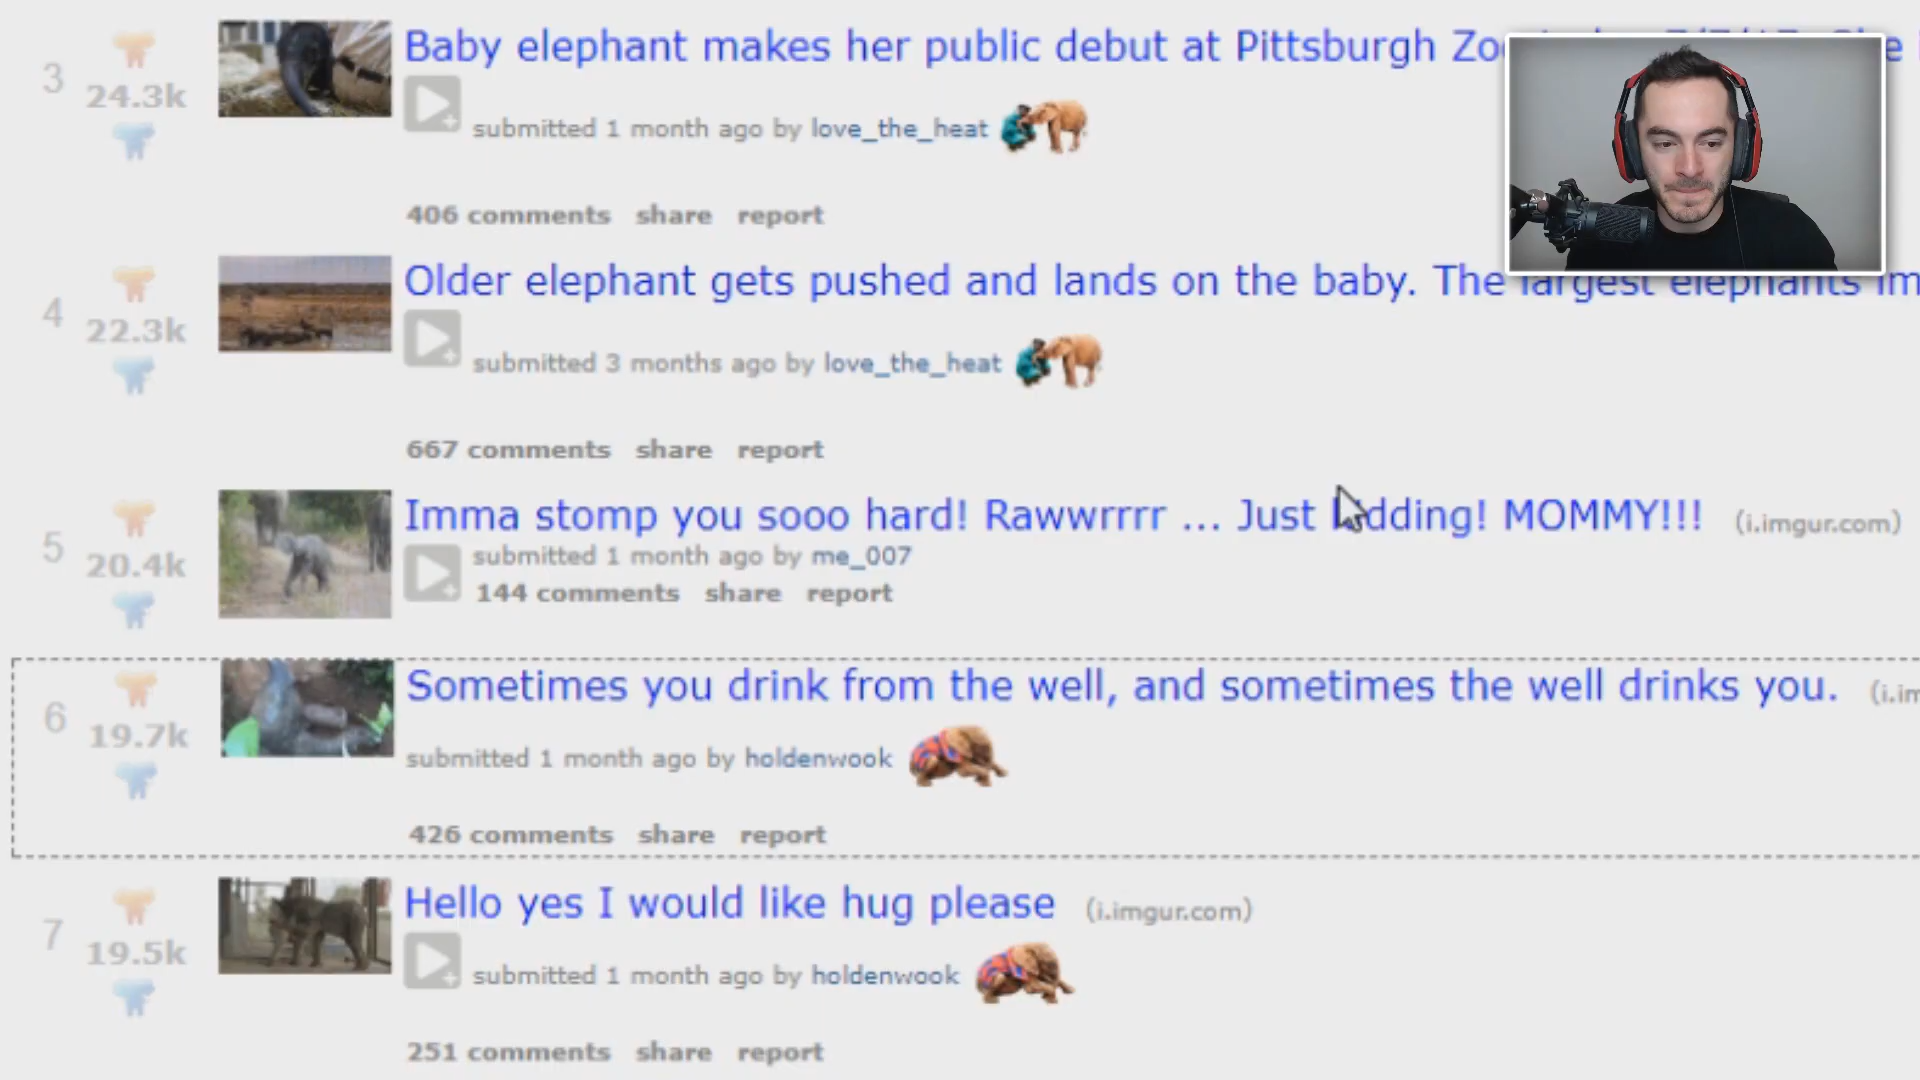 3
24.3k
Baby elephant makes her public debut at Pittsburgh
submitted 1 month ago by love_the_heat
406 comments share report
4
22.3k
Older elephant gets pushed and lands on the baby. The largest elephants
submitted 3 months ago by love_the_heat
667 comments share report
5
20.4k
Imma stomp you sooo hard! Rawwrrrr ... Just kidding! MOMMY!!! (i.imgur.com)
submitted 1 month ago by me_007
144 comments share report
6
19.7k
Sometimes you drink from the well, and sometimes the well drinks you. (i.im
submitted 1 month ago by holdenwook
426 comments share report
7
19.5k
Hello yes I would like hug please (i.imgur.com)
submitted 1 month ago by holdenwook
251 comments share report